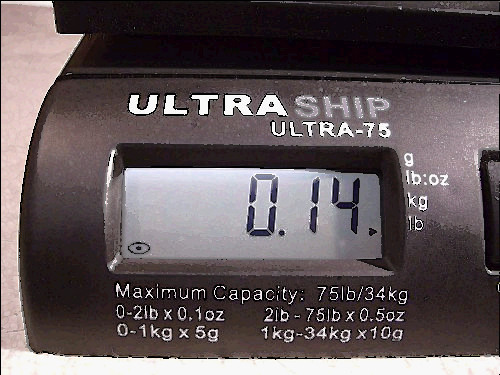 ULTRASHIP
ULTRA-75
g
lb:oz
kg
lb
0.14
Maximum Capacity: 75lb/34kg
0-2lb x 0.1oz 2lb - 75lb x 0.5oz
0-1kg x 5g 1kg-34kg x 10g